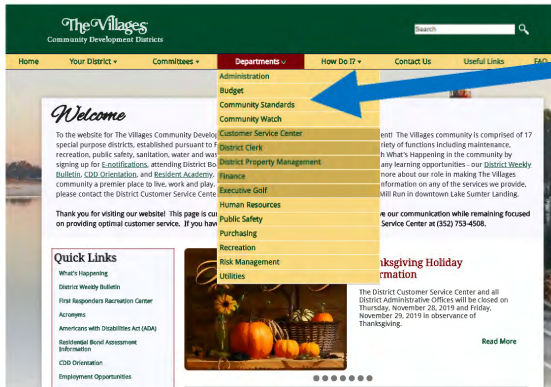 The Villages
Community Development Districts
Search
Home Your District Committees Departments How Do I? Contact Us Useful Links FAQ
Administration
Budget
Community Standards
Community Watch
Customer Service Center
District Clerk
District Property Management
Finance
Executive Golf
Human Resources
Public Safety
Purchasing
Recreation
Risk Management
Utilities
Welcome
To the website for The Villages Community Develop ent! The Villages community is comprised of 17
special purpose districts, established pursuant to F riety of functions including maintenance,
recreation, public safety, sanitation, water and was h What's Happening in the community by
signing up for E-notifications, attending District Bo any learning opportunities - our District Weekly
Bulletin, CDD Orientation, and Resident Academy. more about our role in making The Villages
community a premier place to live, work and play. nformation on any of the services we provide,
please contact the District Customer Service Cente Mill Run in downtown Lake Sumter Landing.
Thank you for visiting our website! This page is cur ve our communication while remaining focused
on providing optimal customer service. If you hav Service Center at (352) 753-4508.
Quick Links
What's Happening
District Weekly Bulletin
First Responders Recreation Center
Acronyms
Americans with Disabilities Act (ADA)
Residential Bond Assessment
Information
CDD Orientation
Employment Opportunities
nksgiving Holiday
rmation
The District Customer Service Center and all
District Administrative Offices will be closed on
Thursday, November 28, 2019 and Friday,
November 29, 2019 in observance of
Thanksgiving.
Read More